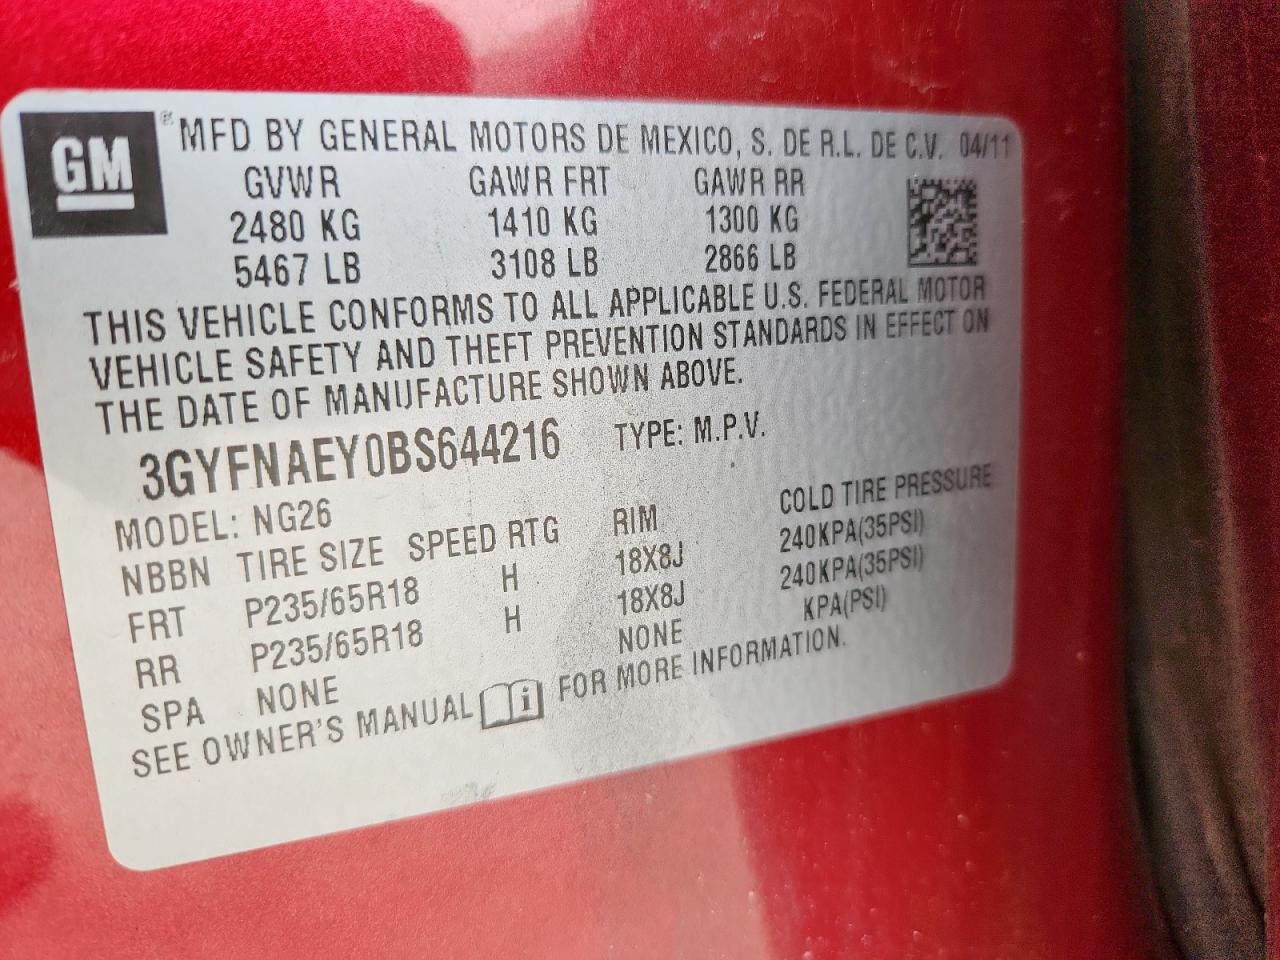 GM ® MFD BY GENERAL MOTORS DE MEXICO, S. DE R.L. DE C.V. 04/11
GVWR GAWR FRT GAWR RR
2480 KG 1410 KG 1300 KG
5467 LB 3108 LB 2866 LB
THIS VEHICLE CONFORMS TO ALL APPLICABLE U.S. FEDERAL MOTOR
VEHICLE SAFETY AND THEFT PREVENTION STANDARDS IN EFFECT ON
THE DATE OF MANUFACTURE SHOWN ABOVE.
3GYFNAEY0BS644216 TYPE: M.P.V.
MODEL: NG26
NBBN TIRE SIZE SPEED RTG RIM COLD TIRE PRESSURE
FRT P235/65R18 H 18X8J 240KPA(35PSI)
RR P235/65R18 H 18X8J 240KPA(35PSI)
SPA NONE NONE KPA(PSI)
SEE OWNER'S MANUAL i FOR MORE INFORMATION.